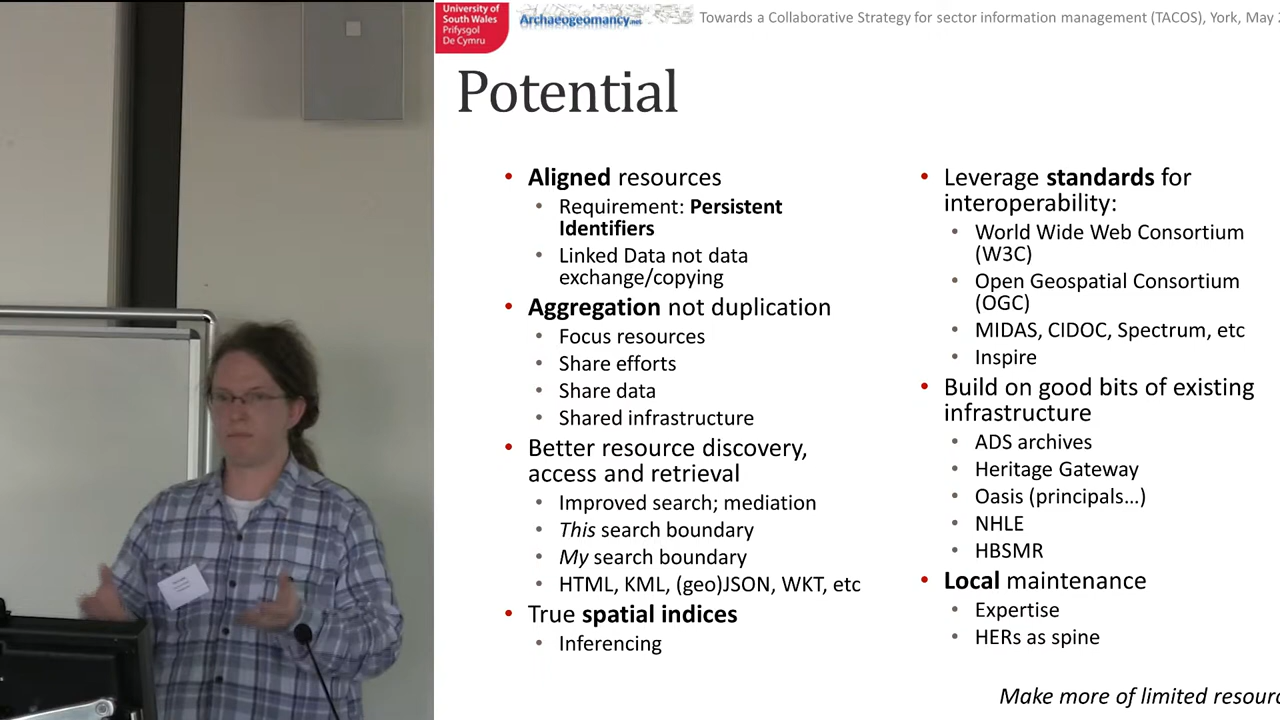 University of
South Wales
Prifysgol
De Cymru
Archaeogeomancy.net
Towards a Collaborative Strategy for sector information management (TACOS), York, May
Potential
• Aligned resources
• Requirement: Persistent
Identifiers
• Linked Data not data
exchange/copying
• Aggregation not duplication
• Focus resources
• Share efforts
• Share data
• Shared infrastructure
• Better resource discovery,
access and retrieval
• Improved search; mediation
• This search boundary
• My search boundary
• HTML, KML, (geo)JSON, WKT, etc
• True spatial indices
• Inferencing
• Leverage standards for
interoperability:
• World Wide Web Consortium
(W3C)
• Open Geospatial Consortium
(OGC)
• MIDAS, CIDOC, Spectrum, etc
• Inspire
• Build on good bits of existing
infrastructure
• ADS archives
• Heritage Gateway
• Oasis (principals...)
• NHLE
• HBSMR
• Local maintenance
• Expertise
• HERs as spine
Make more of limited resourc